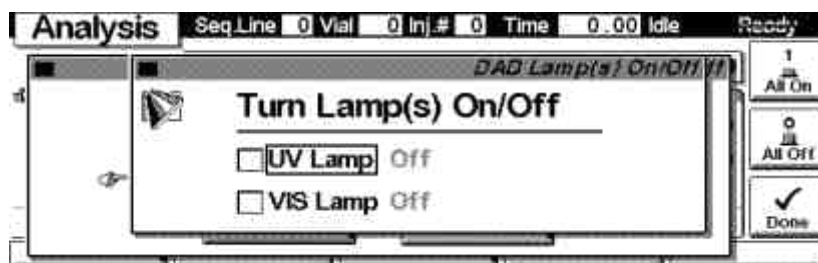 Analysis Seq.Line 0 Vial 0 Inj.# 0 Time 0.00 Idle Ready
DAD Lamp(s) On/Off
Turn Lamp(s) On/Off
UV Lamp Off
VIS Lamp Off
1
All On
0
All Off
Done